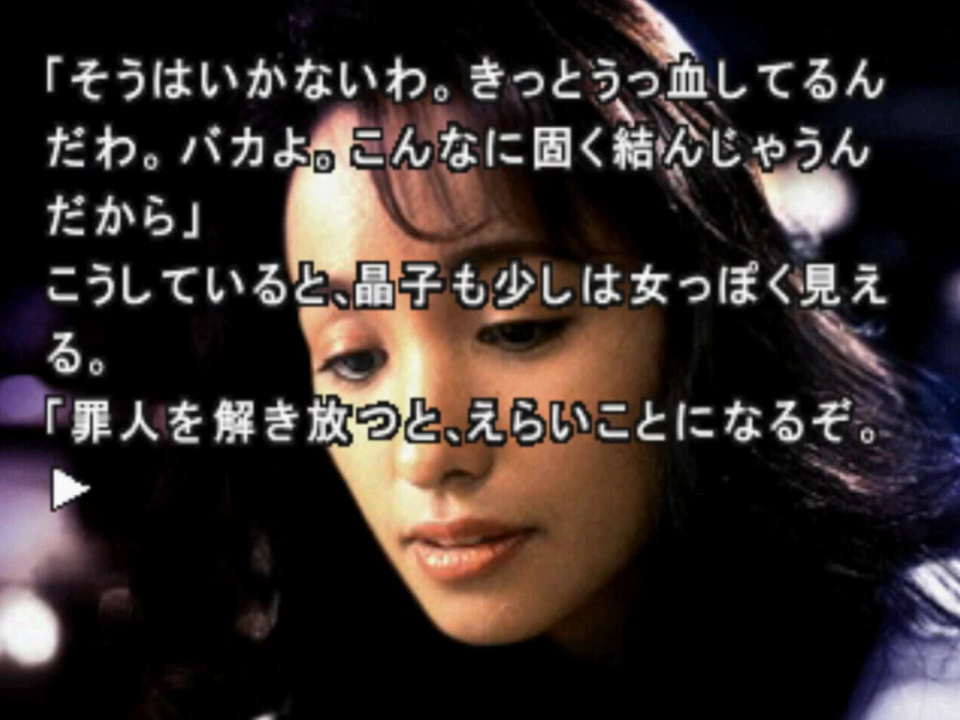 「そうはいかないわ。きっとうっ血してるん
だわ。バカよ。こんなに固く結んじゃうん
だから」
こうしていると、晶子も少しは女っぽく見え
る。
「罪人を解き放つと、えらいことになるぞ。